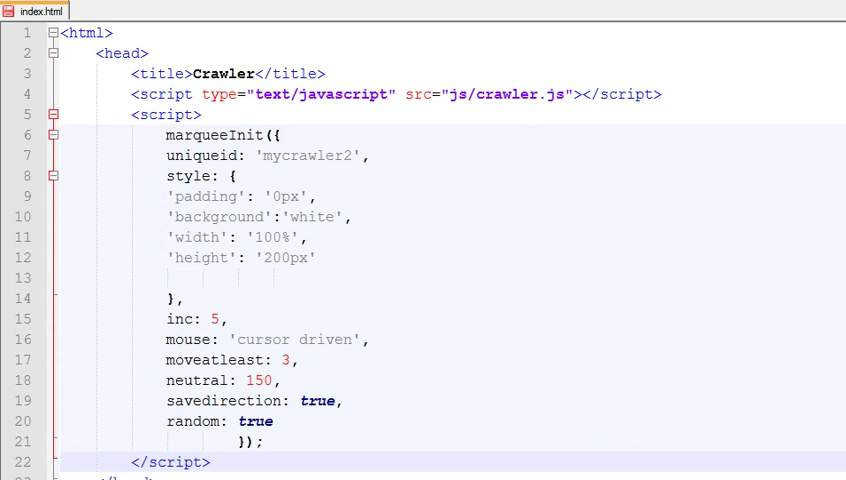 index.html
1 <html>
2 <head>
3 <title>Crawler</title>
4 <script type="text/javascript" src="js/crawler.js"></script>
5 <script>
6 marqueeInit({
7 uniqueid: 'mycrawler2',
8 style: {
9 'padding': '0px',
10 'background':'white',
11 'width': '100%',
12 'height': '200px'
13
14 },
15 inc: 5,
16 mouse: 'cursor driven',
17 moveatleast: 3,
18 neutral: 150,
19 savedirection: true,
20 random: true
21 });
22 </script>